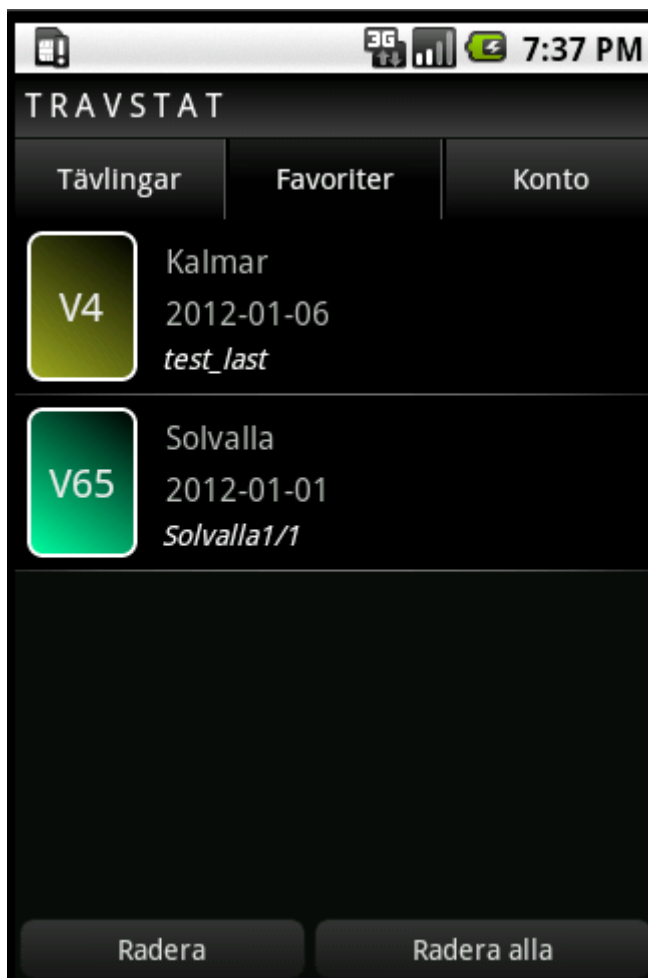 3G 7:37 PM
TRAVSTAT
Tävlingar Favoriter Konto
V4
Kalmar
2012-01-06
test_last
V65
Solvalla
2012-01-01
Solvalla1/1
Radera Radera alla